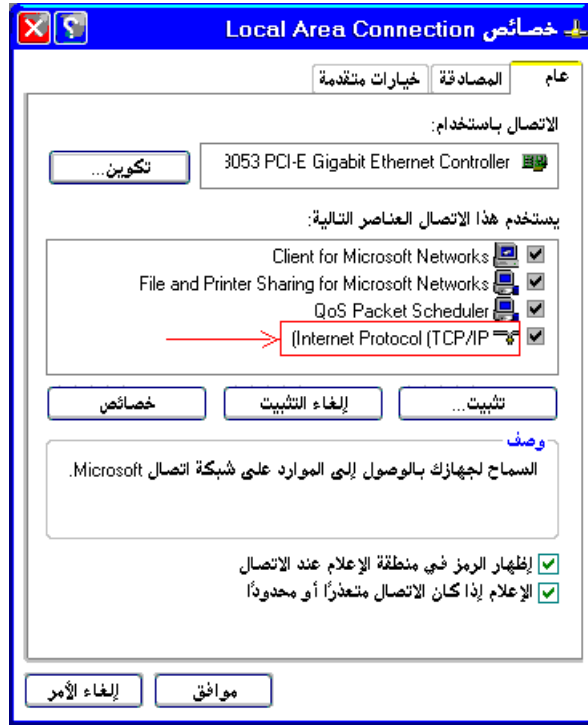 خصائص Local Area Connection
عام
المصادقة
خيارات متقدمة
الاتصال باستخدام:
3053 PCI-E Gigabit Ethernet Controller
تكوين...
يستخدم هذا الاتصال العناصر التالية:
Client for Microsoft Networks
File and Printer Sharing for Microsoft Networks
QoS Packet Scheduler
(Internet Protocol (TCP/IP
تثبيت...
إلغاء التثبيت
خصائص
وصف
السماح لجهازك بالوصول إلى الموارد على شبكة اتصال Microsoft.
إظهار الرمز في منطقة الإعلام عند الاتصال
الإعلام إذا كان الاتصال متعذرًا أو محدودًا
موافق
إلغاء الأمر